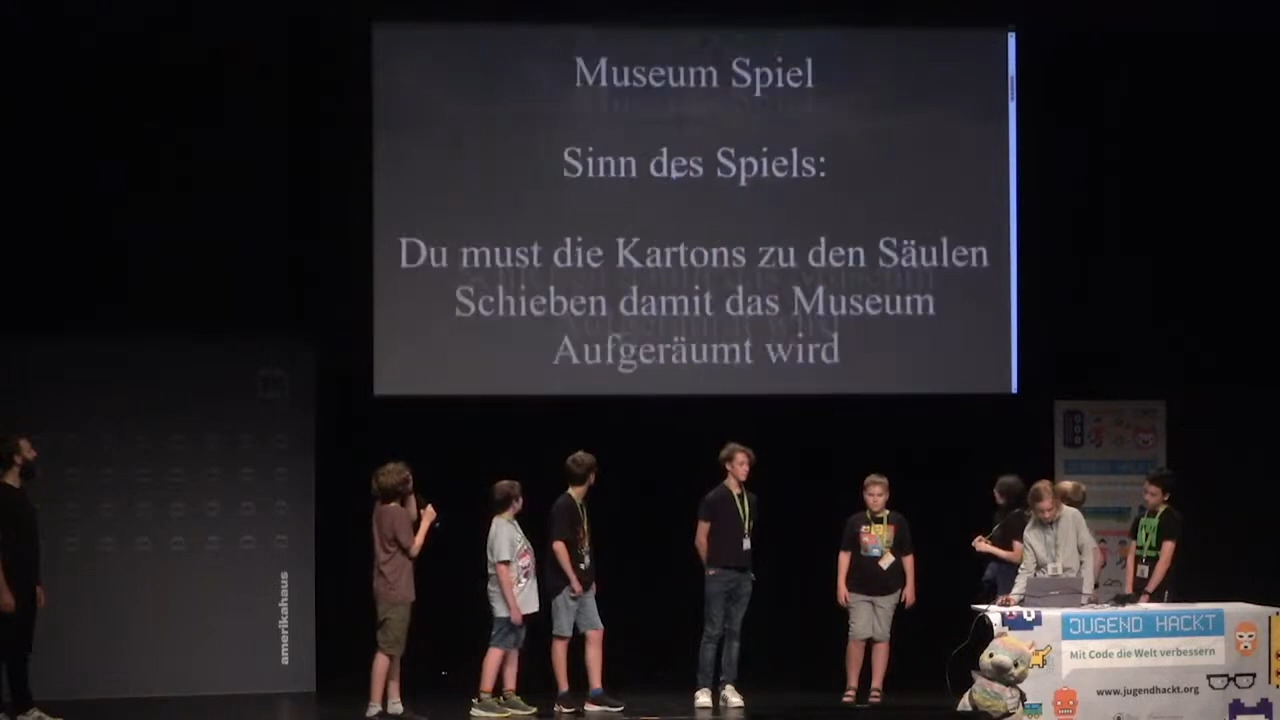 Museum Spiel
Sinn des Spiels:
Du must die Kartons zu den Säulen
Schieben damit das Museum
Aufgeräumt wird
amerikahaus
JUGEND HACKT
Mit Code die Welt verbessern
www.jugendhackt.org